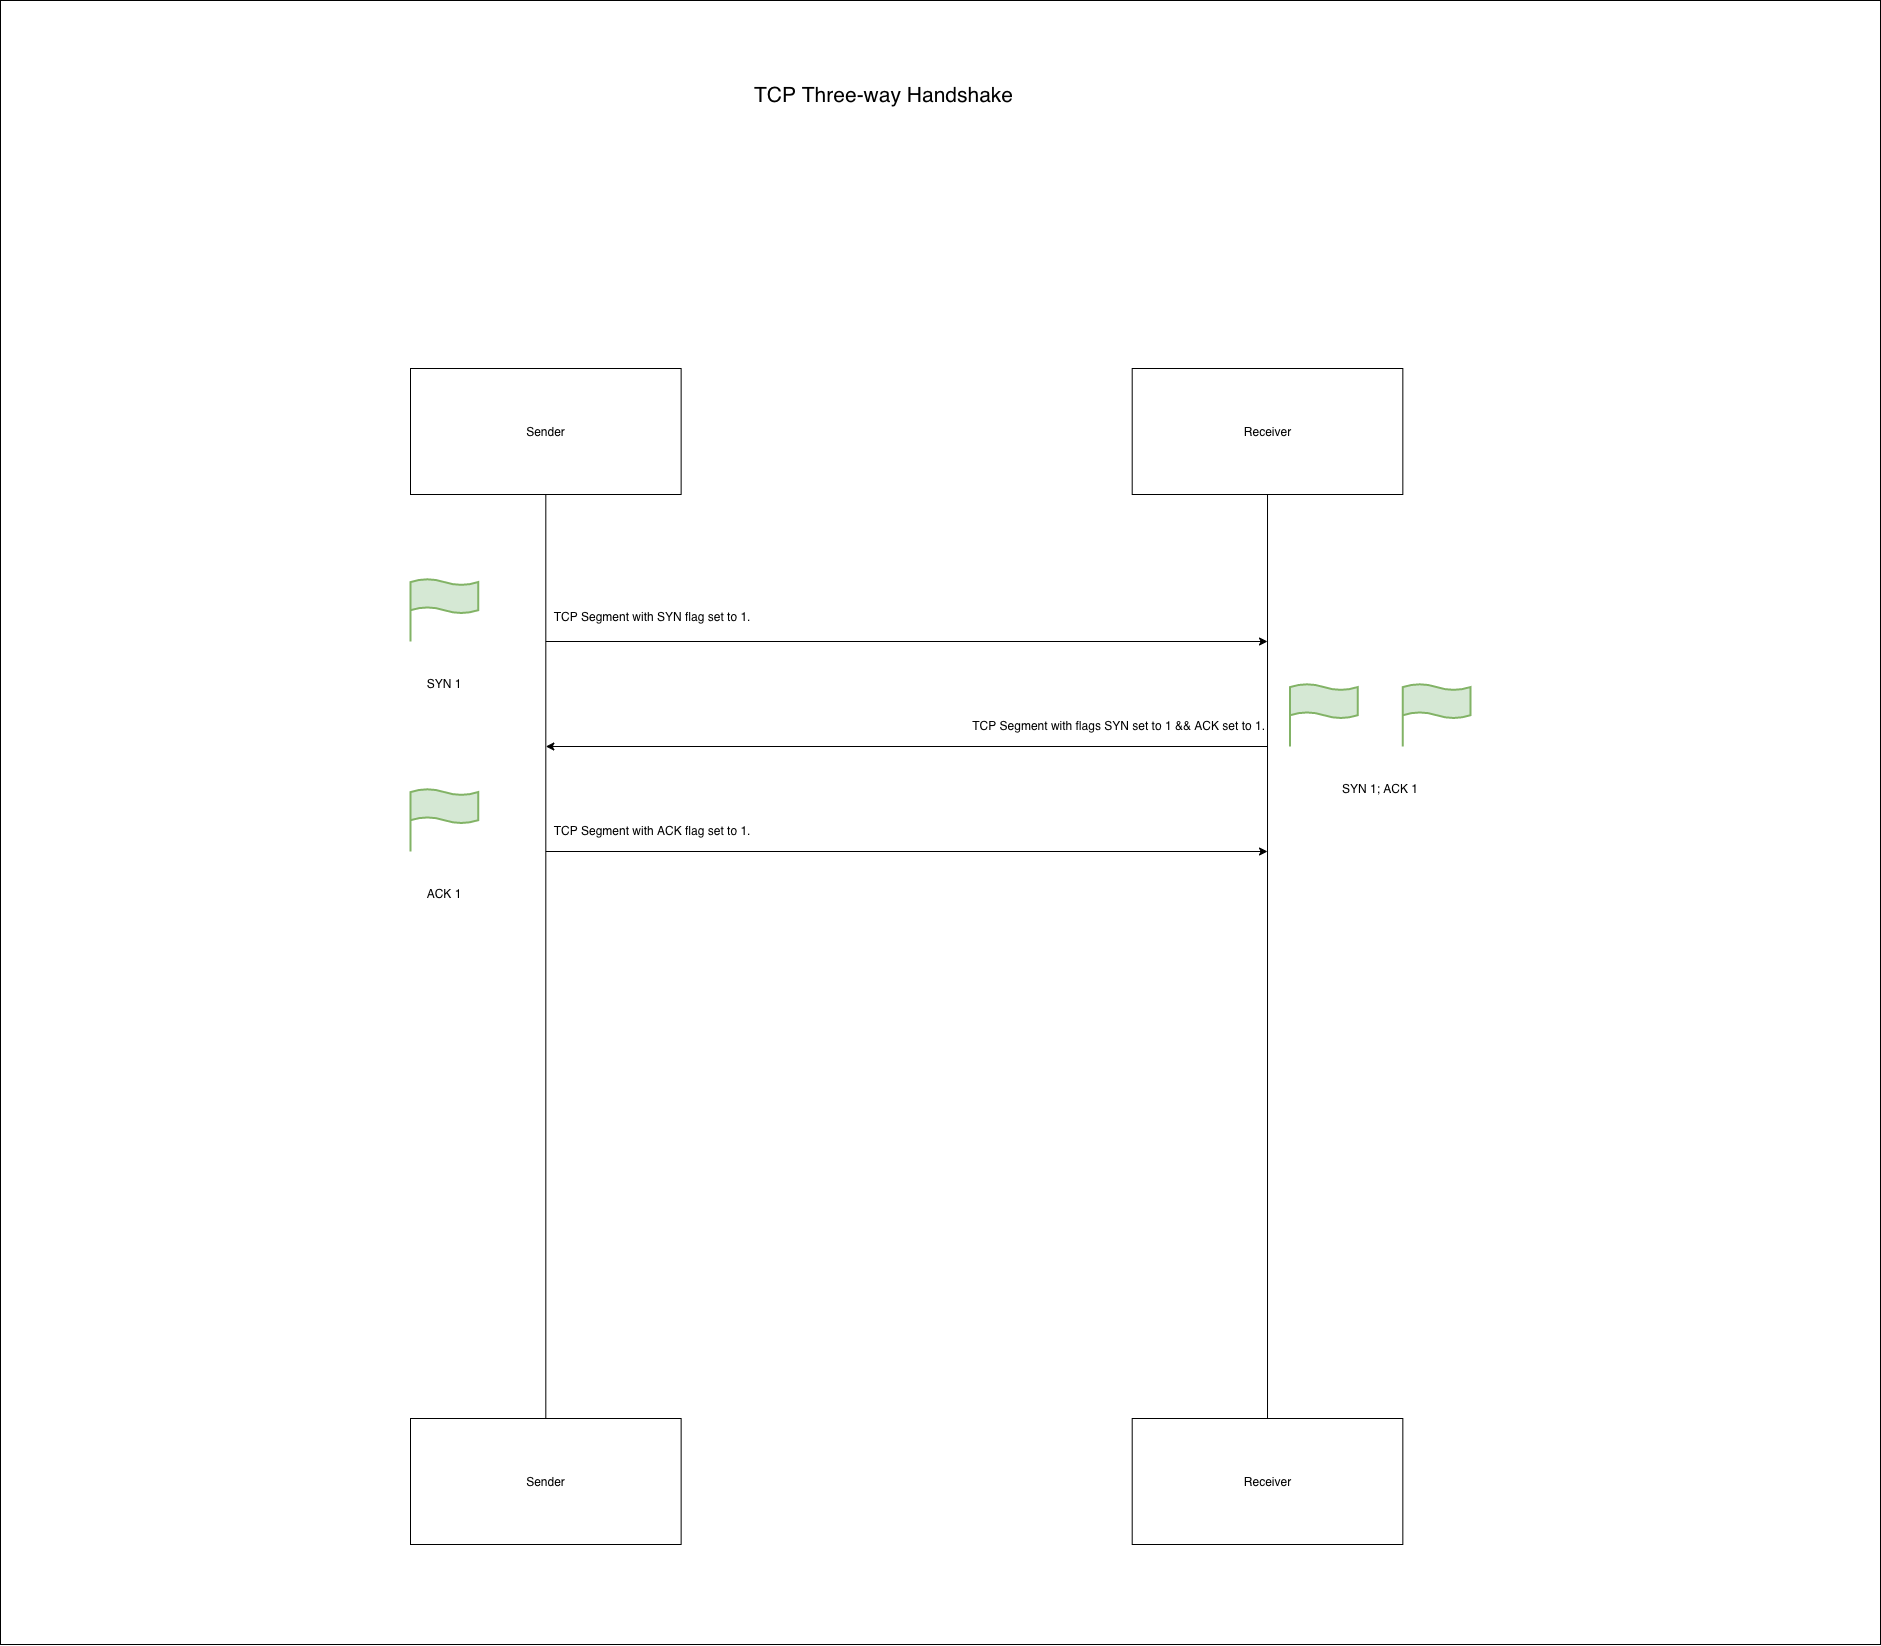 TCP Three-way Handshake
Sender
Receiver
TCP Segment with SYN flag set to 1.
SYN 1
TCP Segment with flags SYN set to 1 && ACK set to 1.
SYN 1; ACK 1
TCP Segment with ACK flag set to 1.
ACK 1
Sender
Receiver